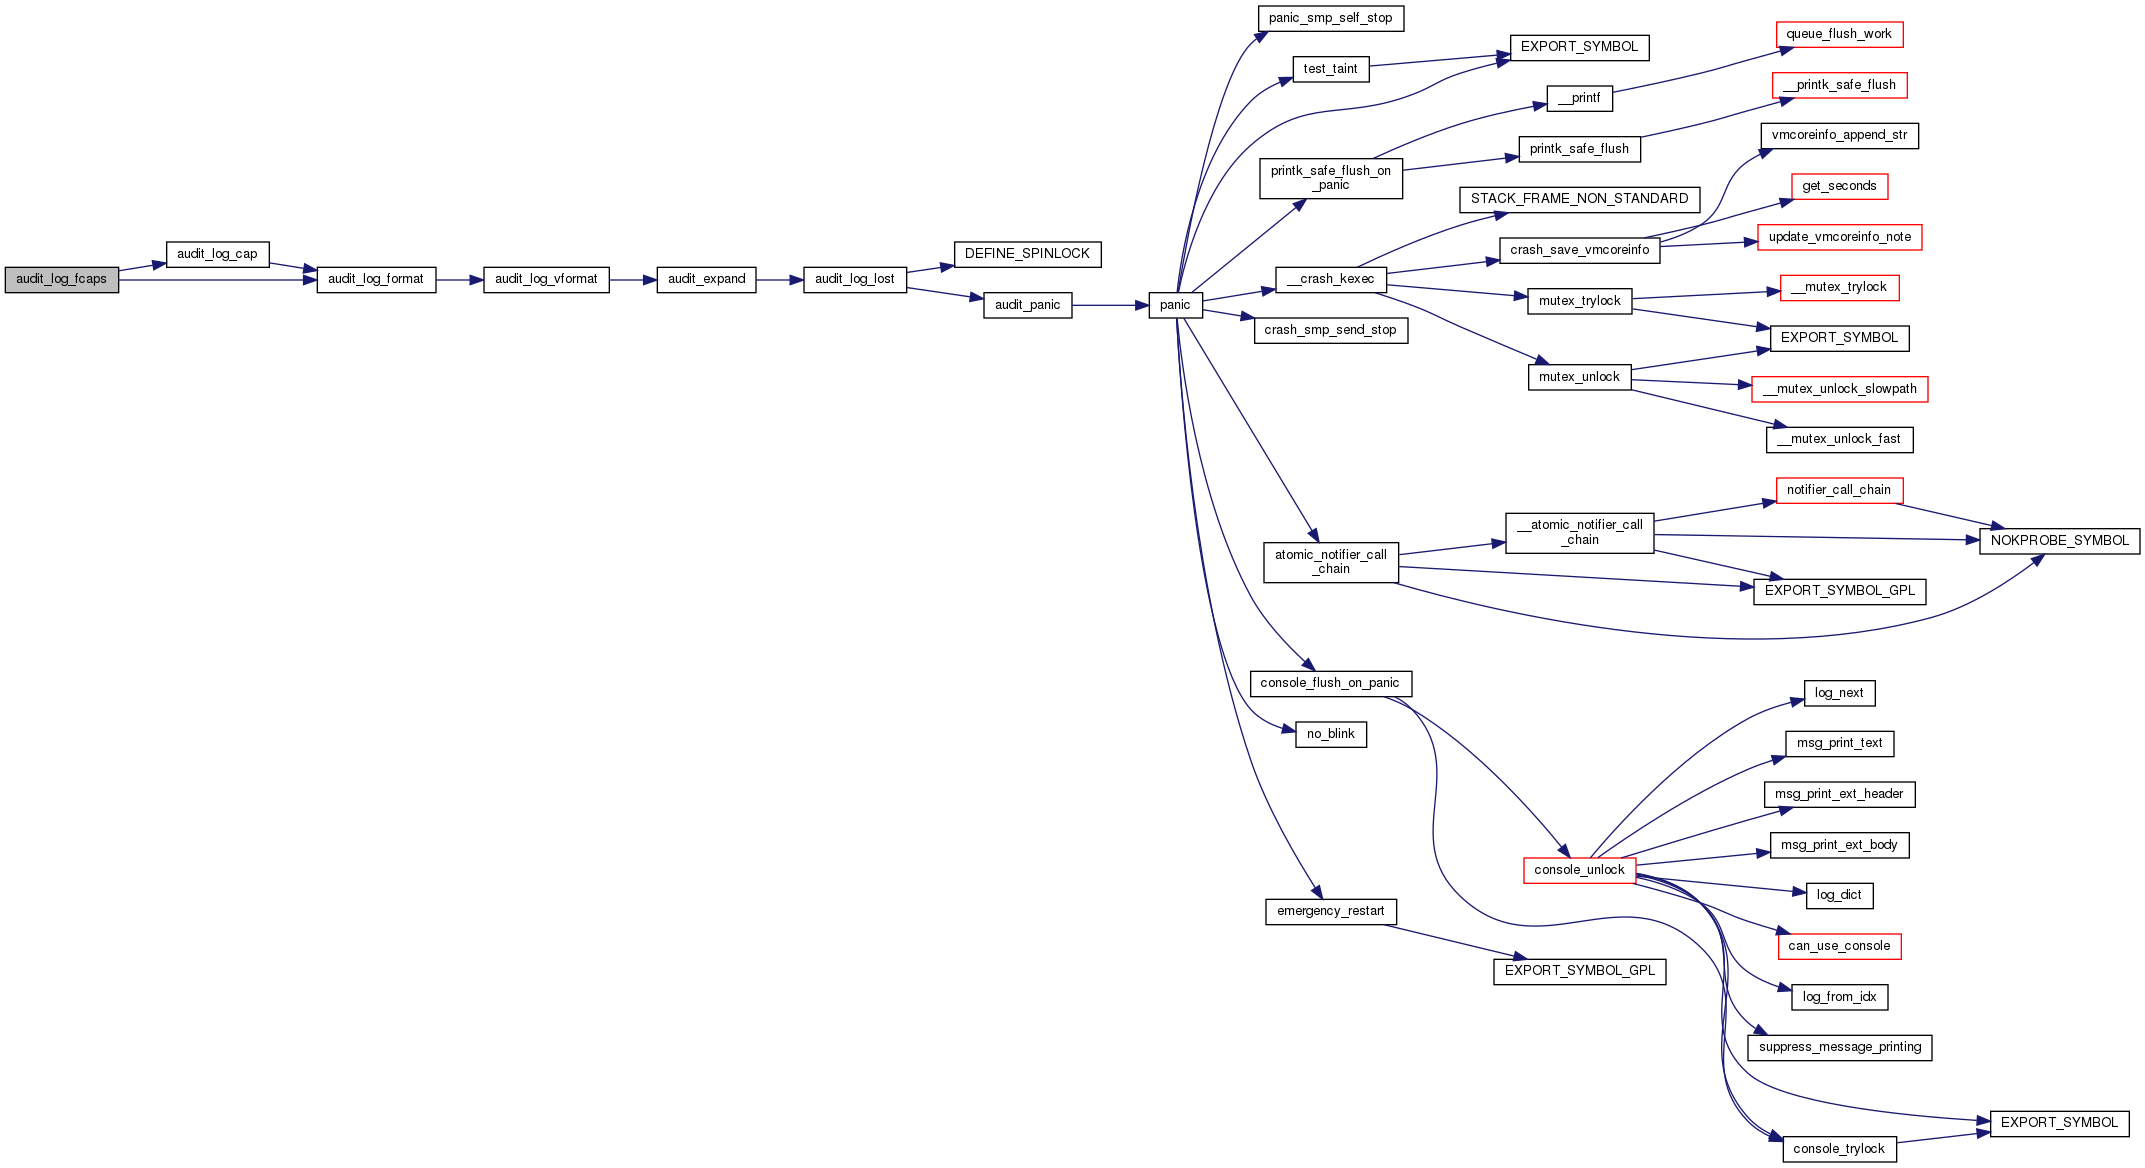 audit_log_fcaps
audit_log_cap
audit_log_format
audit_log_vformat
audit_expand
audit_log_lost
DEFINE_SPINLOCK
audit_panic
panic
panic_smp_self_stop
test_taint
EXPORT_SYMBOL
printk_safe_flush_on
_panic
__printf
queue_flush_work
printk_safe_flush
__printk_safe_flush
__crash_kexec
STACK_FRAME_NON_STANDARD
crash_save_vmcoreinfo
vmcoreinfo_append_str
get_seconds
update_vmcoreinfo_note
mutex_trylock
__mutex_trylock
EXPORT_SYMBOL
mutex_unlock
__mutex_unlock_slowpath
__mutex_unlock_fast
crash_smp_send_stop
atomic_notifier_call
_chain
__atomic_notifier_call
_chain
notifier_call_chain
NOKPROBE_SYMBOL
EXPORT_SYMBOL_GPL
console_flush_on_panic
no_blink
console_unlock
log_next
msg_print_text
msg_print_ext_header
msg_print_ext_body
log_dict
can_use_console
log_from_idx
suppress_message_printing
EXPORT_SYMBOL
console_trylock
emergency_restart
EXPORT_SYMBOL_GPL